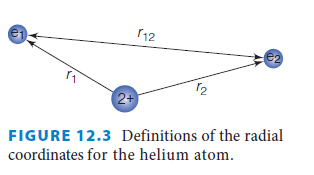 e1
r12
e2
r1
r2
2+
FIGURE 12.3 Definitions of the radial
coordinates for the helium atom.